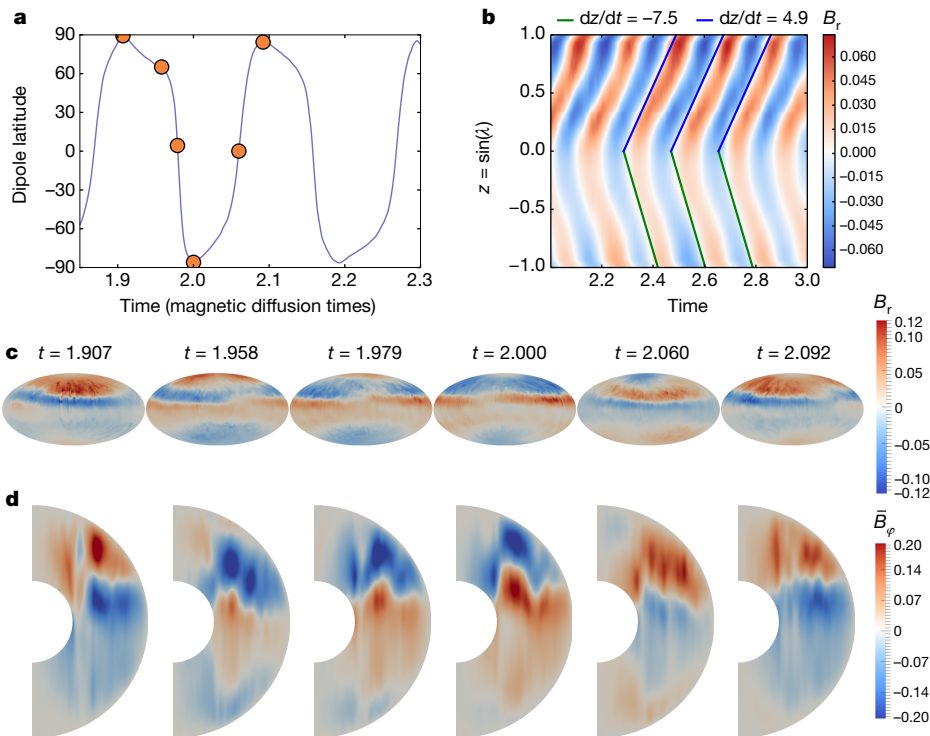 a
90
60
30
0
−30
−60
−90
Dipole latitude
1.9
2.0
2.1
2.2
2.3
Time (magnetic diffusion times)
b
dz/dt = −7.5
dz/dt = 4.9
1.0
0.5
0.0
−0.5
−1.0
z = sin(λ)
2.2
2.4
2.6
2.8
3.0
Time
Br
0.060
0.045
0.030
0.015
0.000
−0.015
−0.030
−0.045
−0.060
c
t = 1.907
t = 1.958
t = 1.979
t = 2.000
t = 2.060
t = 2.092
Br
0.12
0.10
0.05
0
−0.05
−0.10
−0.12
d
B̄φ
0.20
0.14
0.07
0
−0.07
−0.14
−0.20